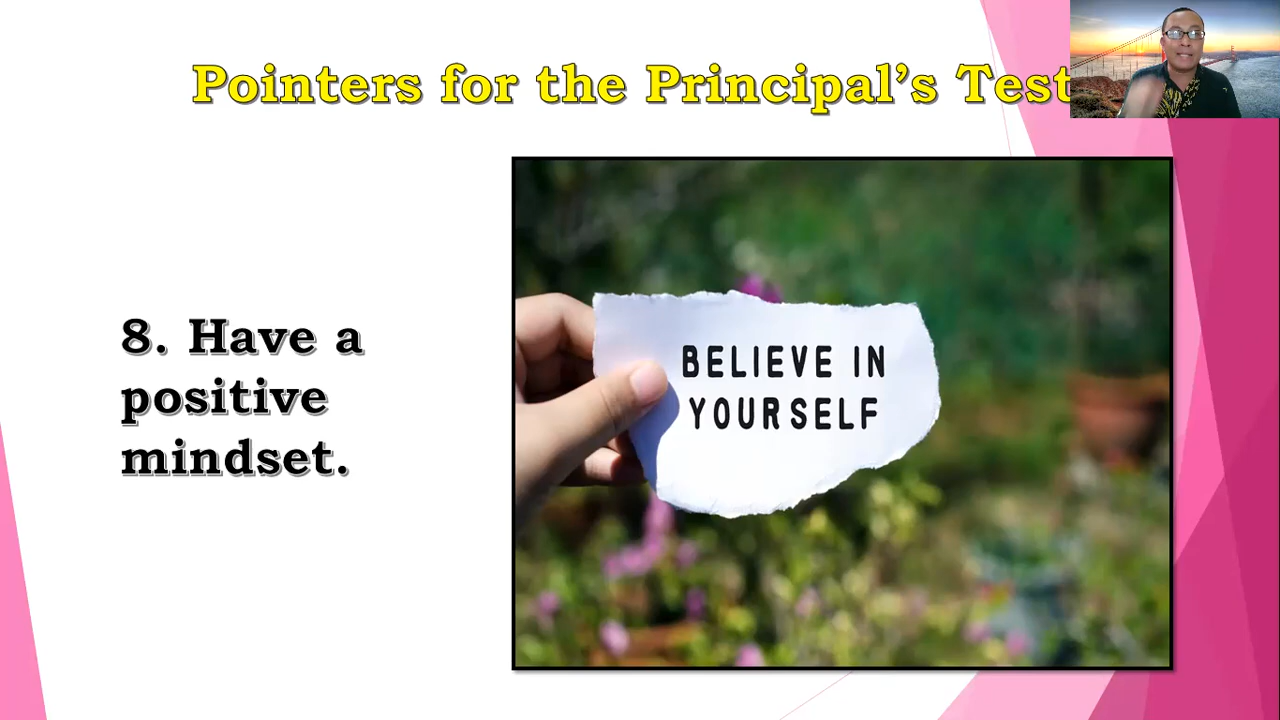 Pointers for the Principal’s Test
8. Have a
positive
mindset.
BELIEVE IN
YOURSELF